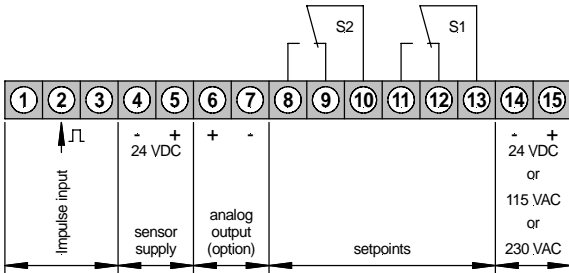 S2 S1
1 2 3 4 5 6 7 8 9 10 11 12 13 14 15
- + + - - +
24 VDC 24 VDC
or
115 VAC
or
230 VAC
Impulse input
sensor supply
analog output (option)
setpoints